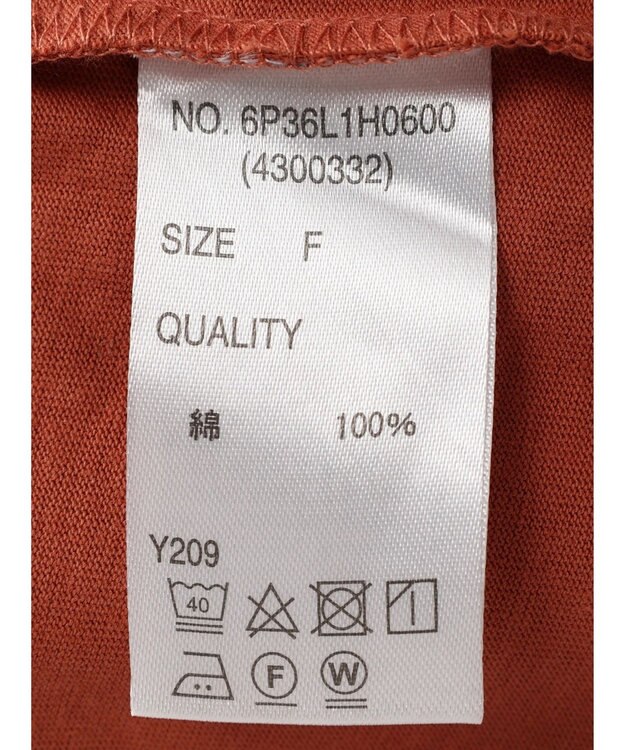 NO. 6P36L1H0600
(4300332)
SIZE F
QUALITY
綿 100%
Y209
40
F W